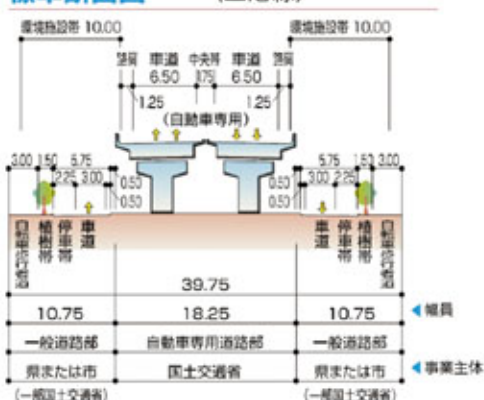 環境施設帯 10.00 環境施設帯 10.00
路肩 車道 中央帯 車道 路肩
6.50 1.75 6.50
1.25 1.25
(自動車専用)
3.00 1.50 5.75 5.75 1.50 3.00
2.25 3.00 0.50 0.50 3.00 2.25
0.50 0.50
自転車歩行者道 植樹帯 停車帯 車道 車道 停車帯 植樹帯 自転車歩行者道
39.75
10.75 18.25 10.75 幅員
一般道路部 自動車専用道路部 一般道路部
県または市 国土交通省 県または市 事業主体
(一部国土交通省) (一部国土交通省)